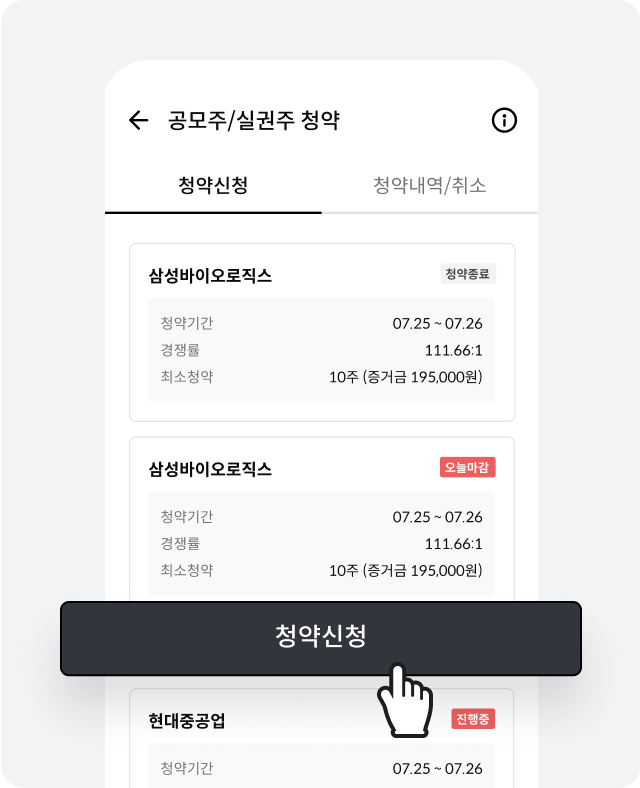 공모주/실권주 청약
청약신청 청약내역/취소
삼성바이오로직스 청약종료
청약기간 07.25 ~ 07.26
경쟁률 111.66:1
최소청약 10주 (증거금 195,000원)
삼성바이오로직스 오늘마감
청약기간 07.25 ~ 07.26
경쟁률 111.66:1
최소청약 10주 (증거금 195,000원)
청약신청
현대중공업 진행중
청약기간 07.25 ~ 07.26